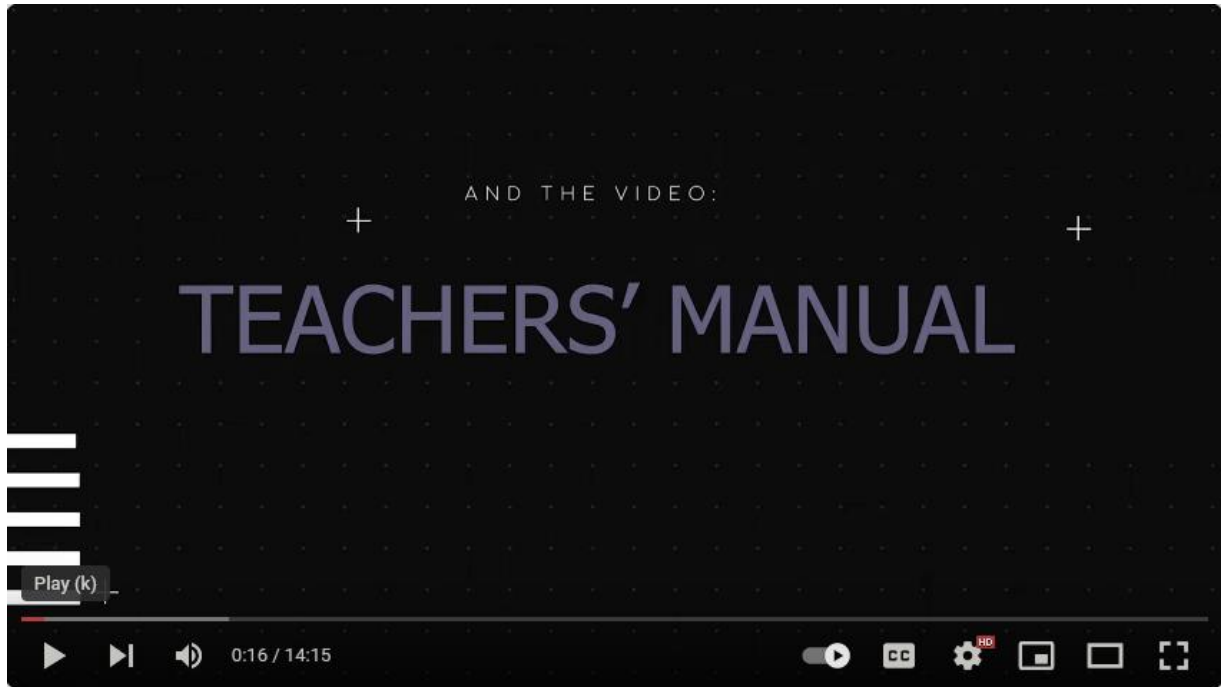 AND THE VIDEO:
TEACHERS’ MANUAL
Play (k)
0:16 / 14:15
CC
HD